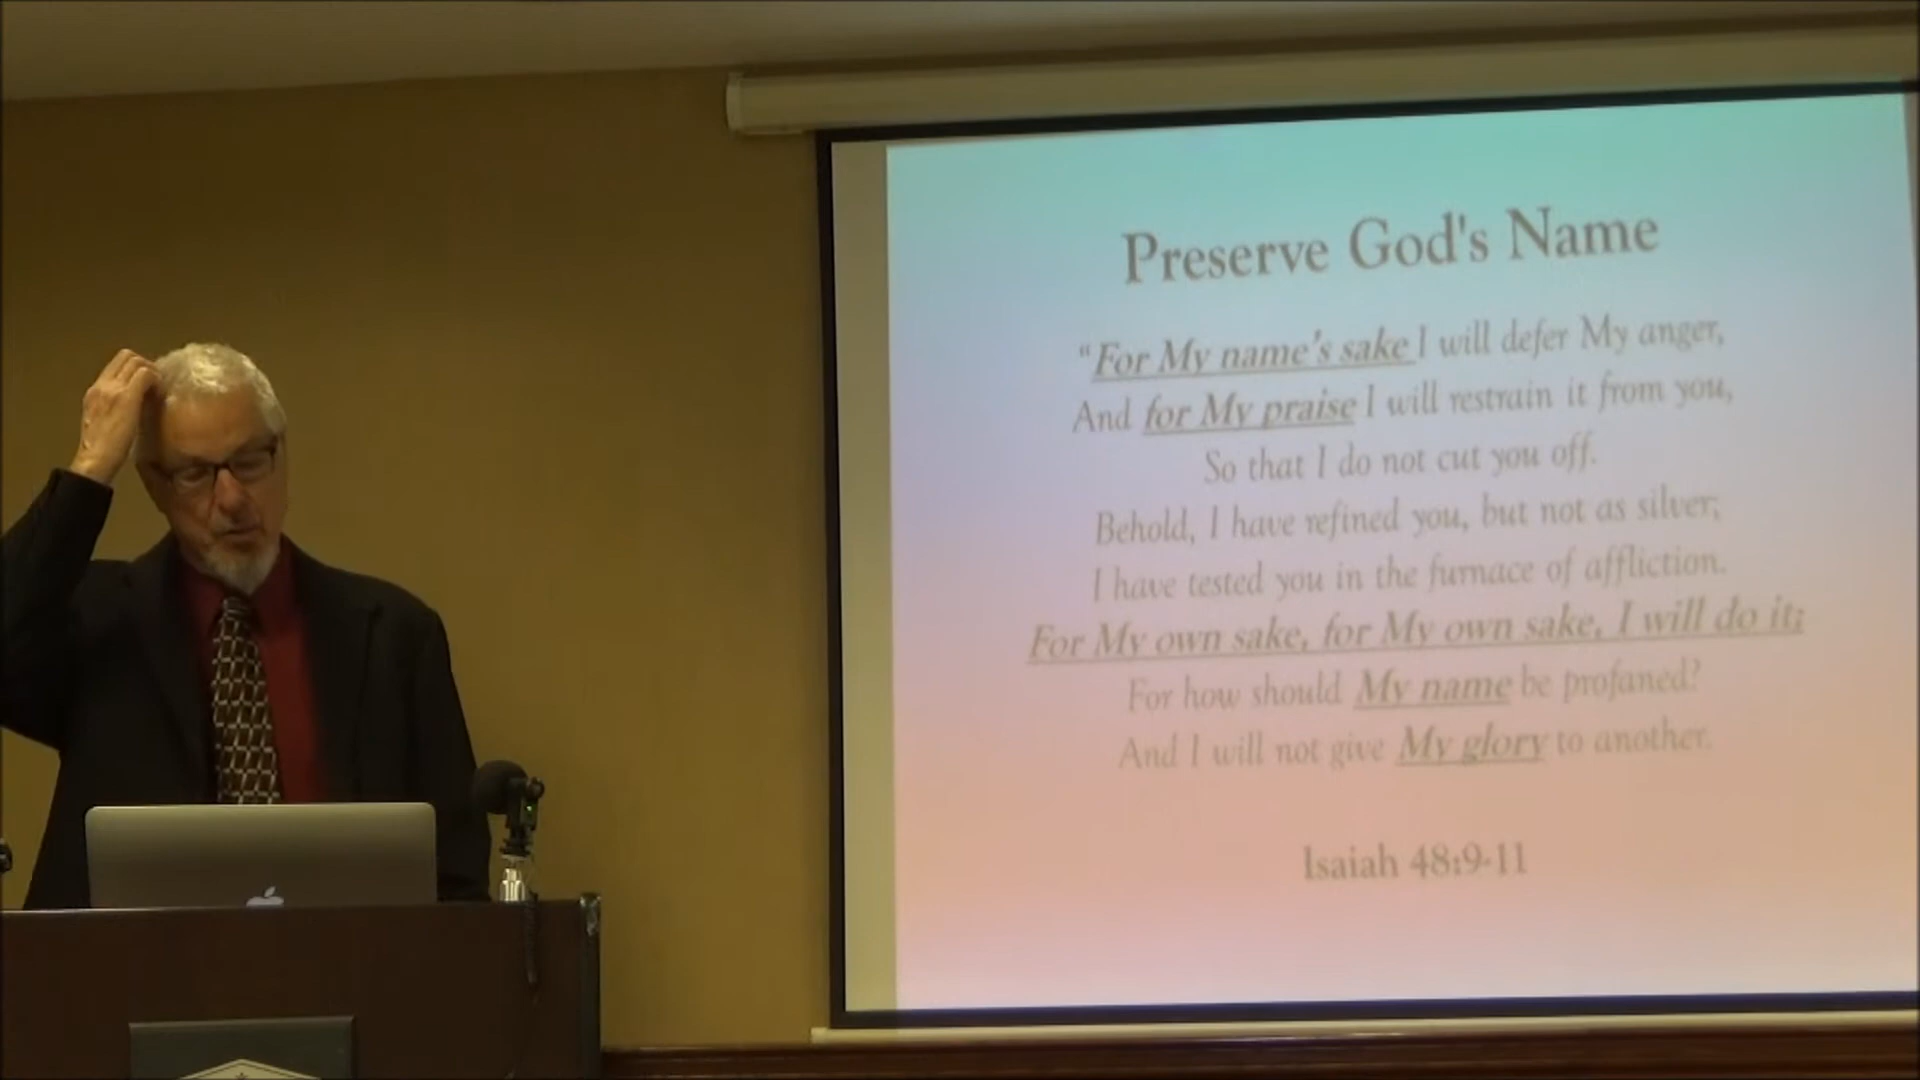 Preserve God's Name
“For My name's sake I will defer My anger,
And for My praise I will restrain it from you,
So that I do not cut you off.
Behold, I have refined you, but not as silver;
I have tested you in the furnace of affliction.
For My own sake, for My own sake, I will do it;
For how should My name be profaned?
And I will not give My glory to another.
Isaiah 48:9-11